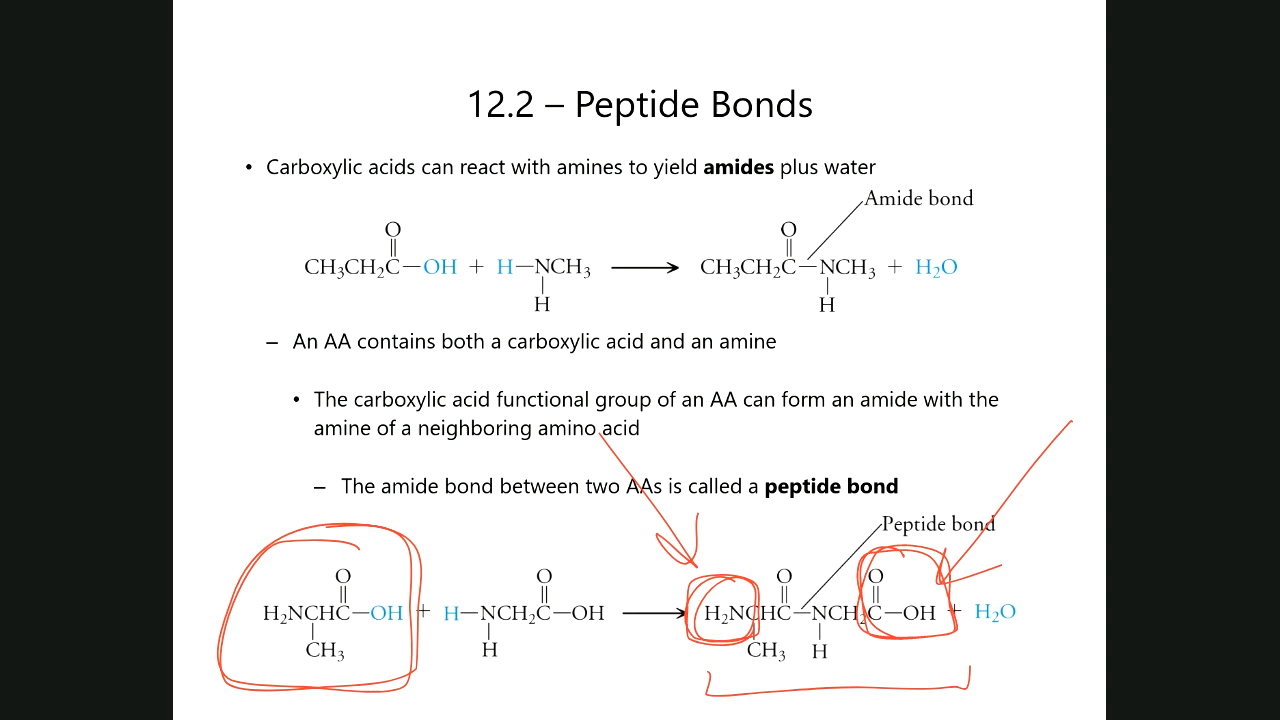 12.2 – Peptide Bonds
• Carboxylic acids can react with amines to yield amides plus water
Amide bond
O O
CH₃CH₂C—OH + H—NCH₃ ⟶ CH₃CH₂C—NCH₃ + H₂O
H H
– An AA contains both a carboxylic acid and an amine
• The carboxylic acid functional group of an AA can form an amide with the
amine of a neighboring amino acid
– The amide bond between two AAs is called a peptide bond
Peptide bond
O O O O
H₂NCHC—OH + H—NCH₂C—OH ⟶ H₂NCHC—NCH₂C—OH + H₂O
CH₃ H CH₃ H